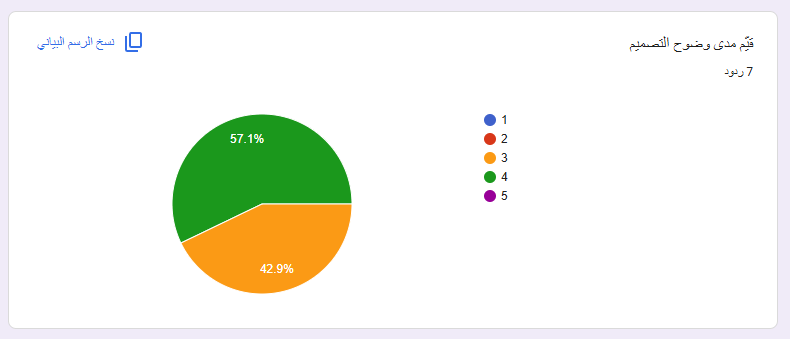 قيّم مدى وضوح التصميم
7 ردود
نسخ الرسم البياني
57.1%
42.9%
1
2
3
4
5